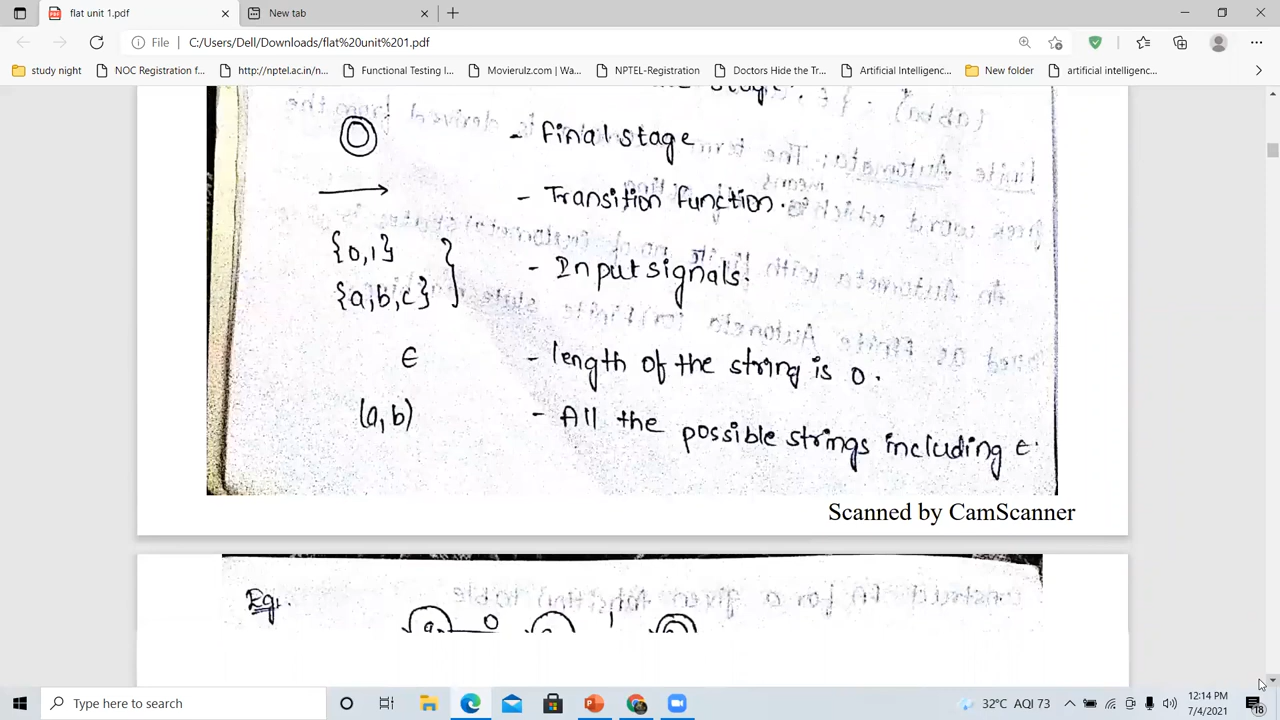 flat unit 1.pdf
New tab
File
C:/Users/Dell/Downloads/flat%20unit%201.pdf
study night
NOC Registration f...
http://nptel.ac.in/n...
Functional Testing I...
Movierulz.com | Wa...
NPTEL-Registration
Doctors Hide the Tr...
Artificial Intelligenc...
New folder
artificial intelligenc...
- Final stage
- Transition function.
{0,1}
{a,b,c}
- Input signals.
ϵ - length of the string is 0.
(a,b) - All the possible strings including ϵ.
Scanned by CamScanner
Eg:
0 1
Type here to search
32°C AQI 73
12:14 PM
7/4/2021
18